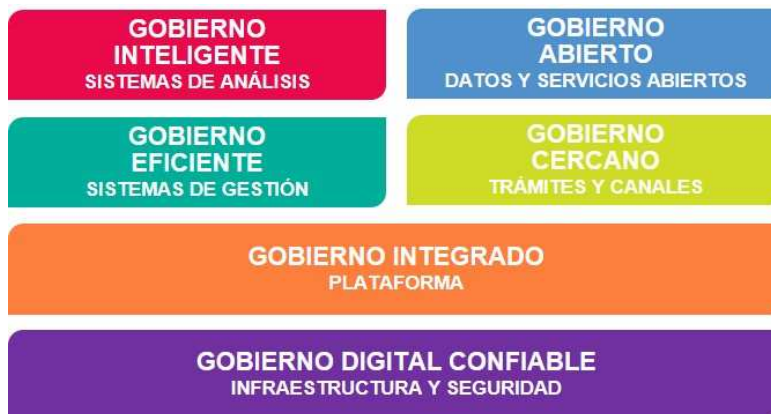 GOBIERNO
INTELIGENTE
SISTEMAS DE ANÁLISIS
GOBIERNO
ABIERTO
DATOS Y SERVICIOS ABIERTOS
GOBIERNO
EFICIENTE
SISTEMAS DE GESTIÓN
GOBIERNO
CERCANO
TRÁMITES Y CANALES
GOBIERNO INTEGRADO
PLATAFORMA
GOBIERNO DIGITAL CONFIABLE
INFRAESTRUCTURA Y SEGURIDAD